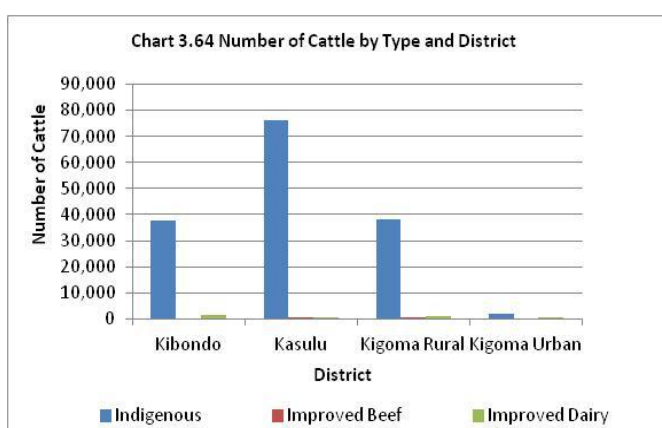 Chart 3.64 Number of Cattle by Type and District
Number of Cattle
90,000
80,000
70,000
60,000
50,000
40,000
30,000
20,000
10,000
0
Kibondo Kasulu Kigoma Rural Kigoma Urban
District
Indigenous Improved Beef Improved Dairy